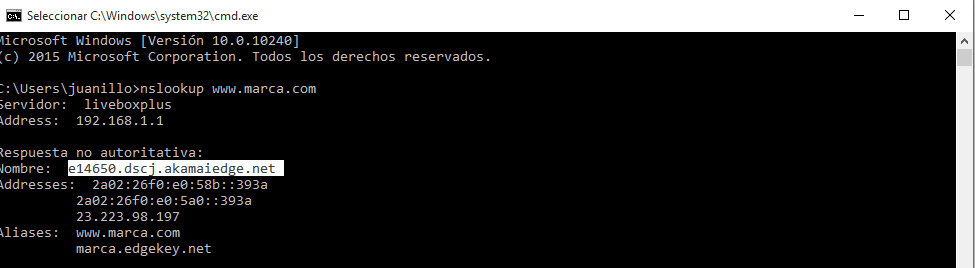 Seleccionar C:\Windows\system32\cmd.exe
Microsoft Windows [Versión 10.0.10240]
(c) 2015 Microsoft Corporation. Todos los derechos reservados.
C:\Users\juanillo>nslookup www.marca.com
Servidor:  liveboxplus
Address:  192.168.1.1
Respuesta no autoritativa:
Nombre:  e14650.dscj.akamaiedge.net
Addresses:  2a02:26f0:e0:58b::393a
2a02:26f0:e0:5a0::393a
23.223.98.197
Aliases:  www.marca.com
marca.edgekey.net